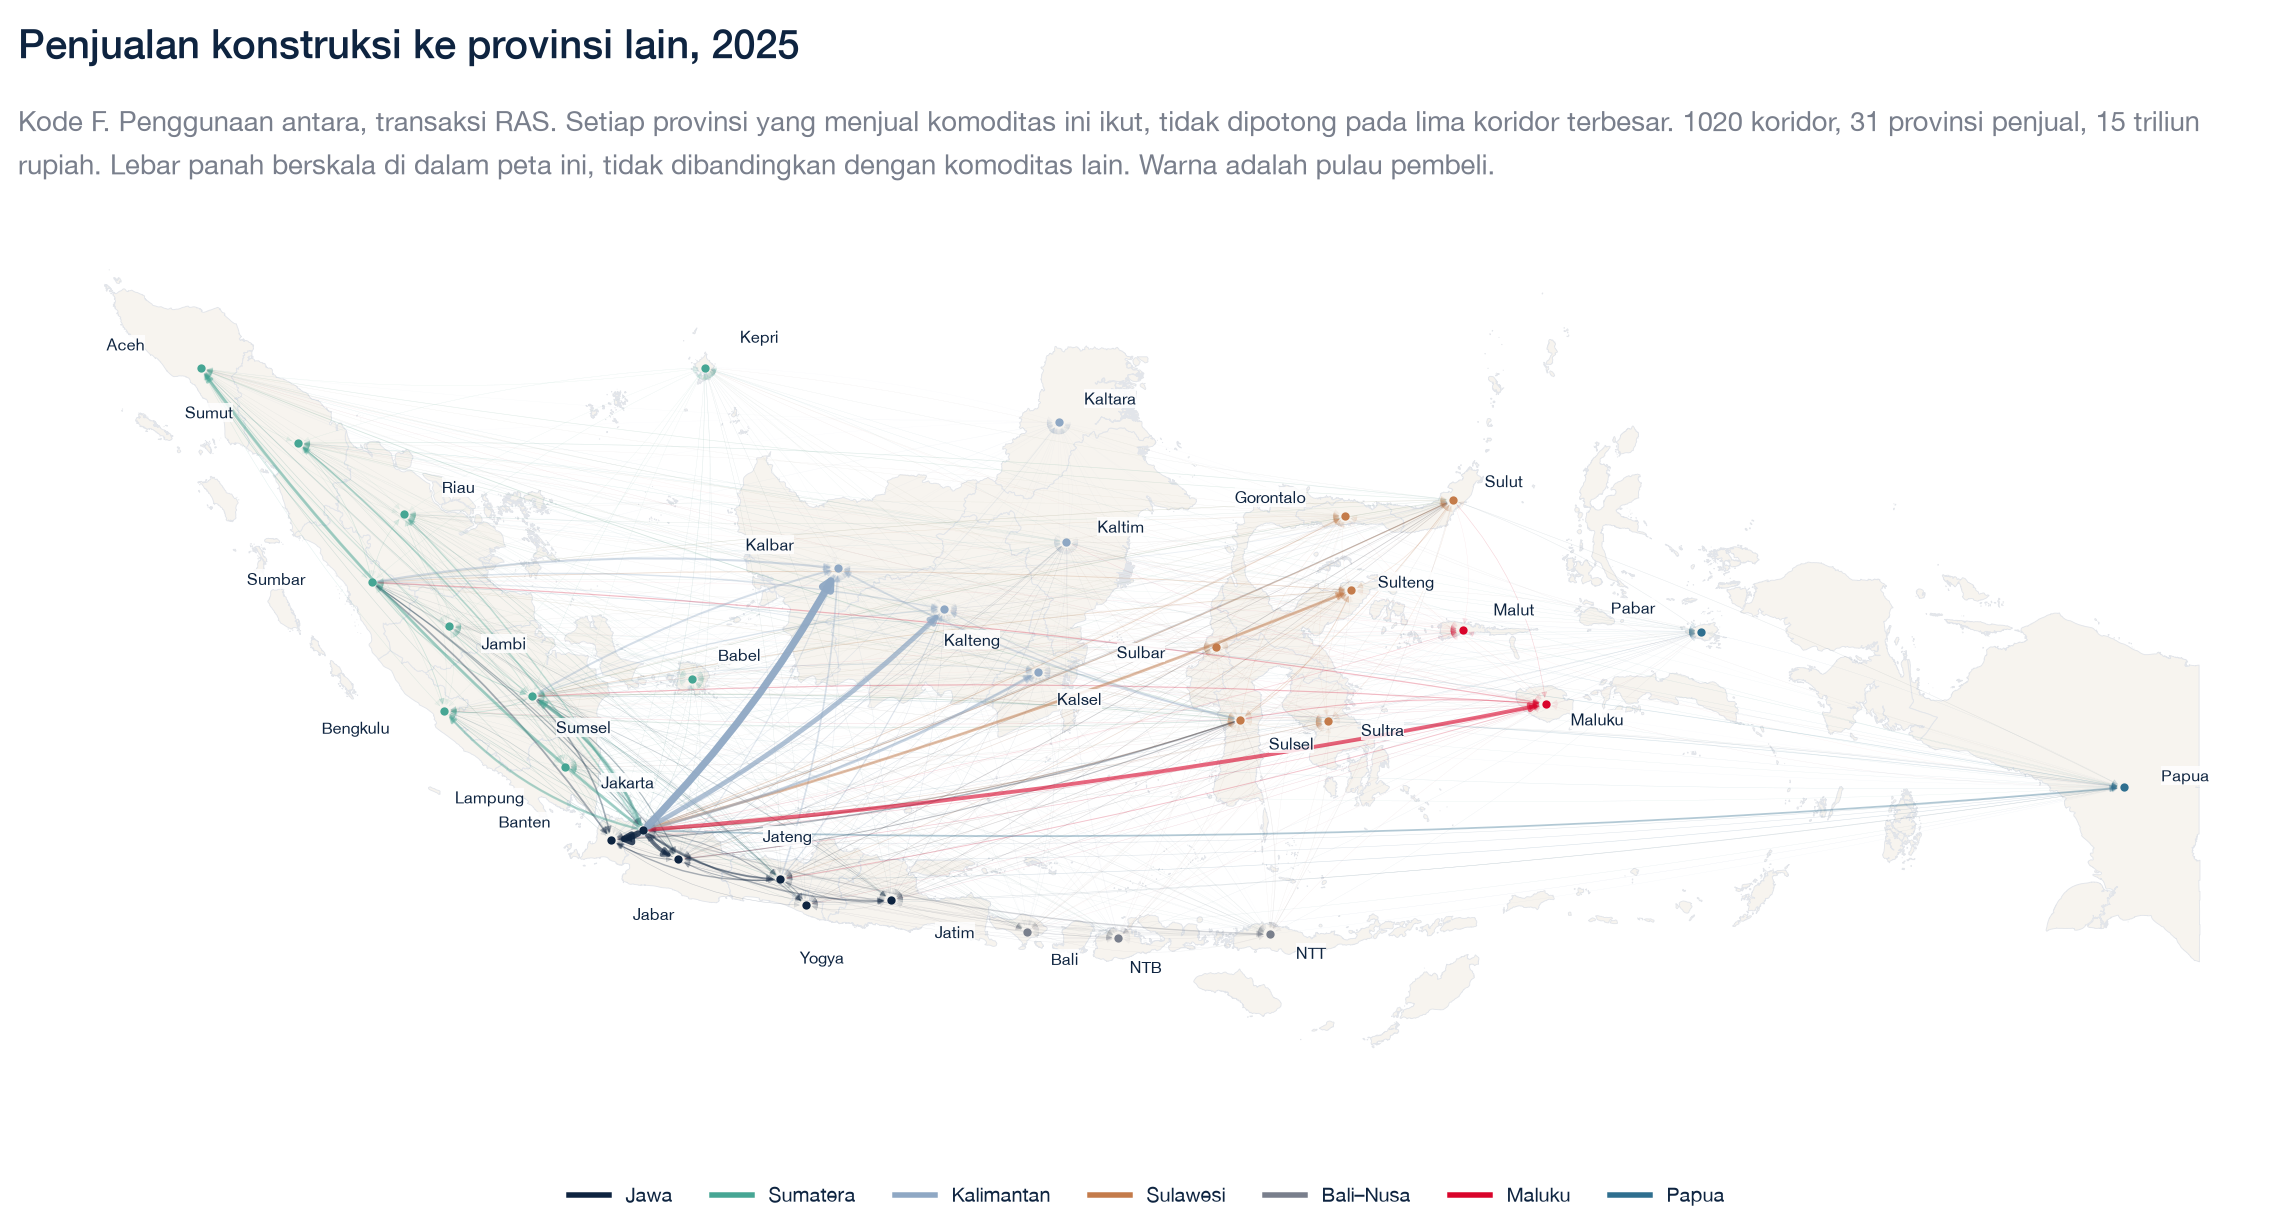 Penjualan konstruksi ke provinsi lain, 2025
Kode F. Penggunaan antara, transaksi RAS. Setiap provinsi yang menjual komoditas ini ikut, tidak dipotong pada lima koridor terbesar. 1020 koridor, 31 provinsi penjual, 15 triliun
rupiah. Lebar panah berskala di dalam peta ini, tidak dibandingkan dengan komoditas lain. Warna adalah pulau pembeli.
Kepri
Aceh
Kaltara
Sumut
Sulut
Riau
Gorontalo
Kaltim
Kalbar
Sumbar
Sulteng
Malut
Pabar
Jambi
Kalteng
Sulbar
Babel
Kalsel
Maluku
Bengkulu
Sumsel
Sultra
Sulsel
Papua
Jakarta
Lampung
Banten
Jateng
Jabar
Jatim
Yogya
Bali
NTB
NTT
Jawa
Sumatera
Kalimantan
Sulawesi
Bali–Nusa
Maluku
Papua